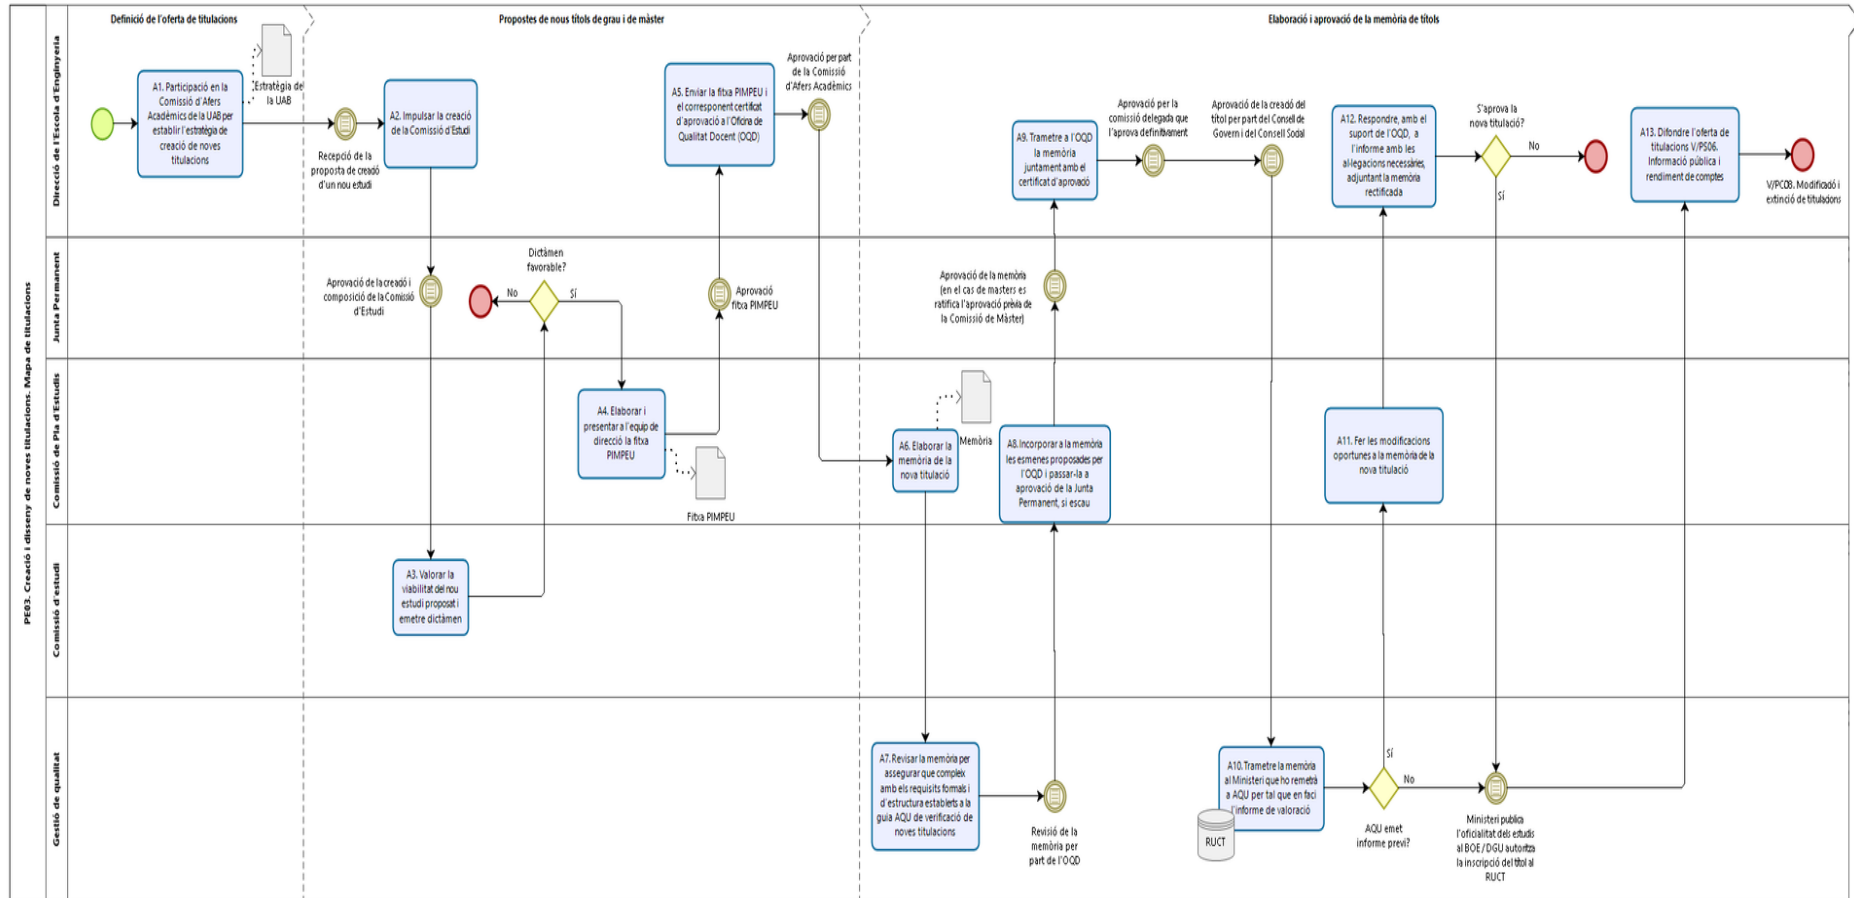 PE03. Creació i disseny de noves titulacions. Mapa de titulacions
Definició de l'oferta de titulacions
Propostes de nous títols de grau i de màster
Elaboració i aprovació de la memòria de títols
Direcció de l'Escola d'Enginyeria
A1. Participació en la
Comissió d'Afers
Acadèmics de la UAB per
establir l'estratègia de
creació de noves
titulacions
Estratègia de
la UAB
Recepció de la
proposta de creació
d'un nou estudi
A2. Impulsar la creació
de la Comissió d'Estudi
A5. Enviar la fitxa PIMPEU i
el corresponent certificat
d'aprovació a l'Oficina de
Qualitat Docent (OQD)
Aprovació per part
de la Comissió
d'Afers Acadèmics
A9. Trametre a l'OQD
la memòria
juntament amb el
certificat d'aprovació
Aprovació per la
comissió delegada que
l'aprova definitivament
Aprovació de la creació del
títol per part del Consell de
Govern i del Consell Social
A12. Respondre, amb el
suport de l'OQD, a
l'informe amb les
al·legacions necessàries,
adjuntant la memòria
rectificada
S'aprova la
nova titulació?
No
Sí
A13. Difondre l'oferta de
titulacions V/PS06.
Informació pública i
rendiment de comptes
V/PC08. Modificació i
extinció de titulacions
Junta Permanent
Aprovació de la creació i
composició de la Comissió
d'Estudi
Dictàmen
favorable?
No
Sí
Aprovació
fitxa PIMPEU
Aprovació de la memòria
(en el cas de masters es
ratifica l'aprovació prèvia de
la Comissió de Màster)
Comissió de Pla d'Estudis
A4. Elaborar i
presentar a l'equip de
direcció la fitxa
PIMPEU
Fitxa PIMPEU
A6. Elaborar la
memòria de la
nova titulació
Memòria
A8. Incorporar a la memòria
les esmenes proposades per
l'OQD i passar-la a
aprovació de la Junta
Permanent, si escau
A11. Fer les modificacions
oportunes a la memòria de la
nova titulació
Comissió d'estudi
A3. Valorar la
viabilitat del nou
estudi proposat i
emetre dictàmen
Gestió de qualitat
A7. Revisar la memòria per
assegurar que compleix
amb els requisits formals i
d'estructura establerts a la
guia AQU de verificació de
noves titulacions
Revisió de la
memòria per
part de l'OQD
A10. Trametre la memòria
al Ministeri que ho remetrà
a AQU per tal que en faci
l'informe de valoració
RUCT
Sí
No
AQU emet
informe previ?
Ministeri publica
l'oficialitat dels estudis
al BOE / DGU autoritza
la inscripció del títol al
RUCT